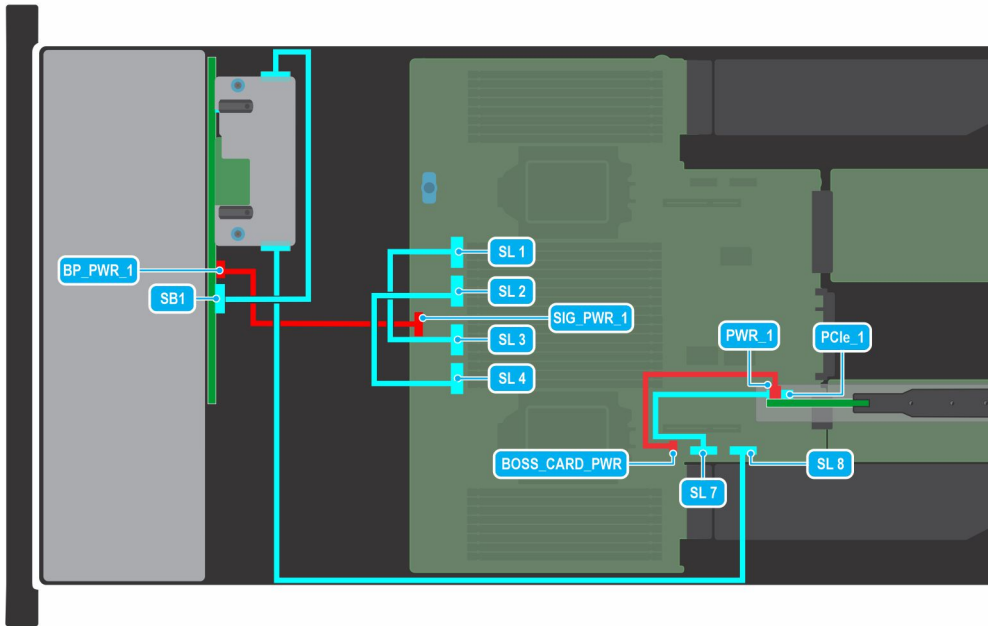 SL 1
BP_PWR_1
SL 2
SB1
SIG_PWR_1
SL 3
PWR_1
PCIe_1
SL 4
BOSS_CARD_PWR
SL 8
SL 7